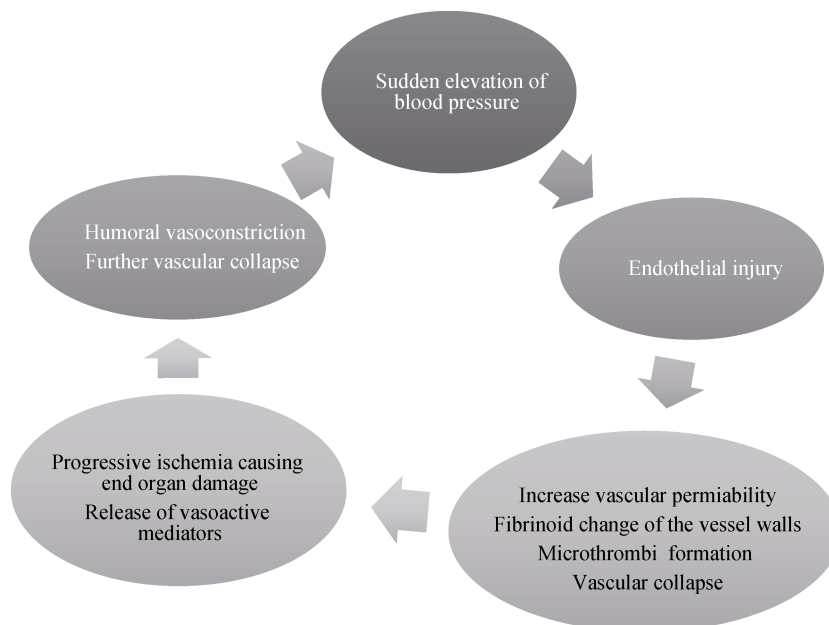 Sudden elevation of
blood pressure
Endothelial injury
Increase vascular permiability
Fibrinoid change of the vessel walls
Microthrombi formation
Vascular collapse
Progressive ischemia causing
end organ damage
Release of vasoactive
mediators
Humoral vasoconstriction
Further vascular collapse